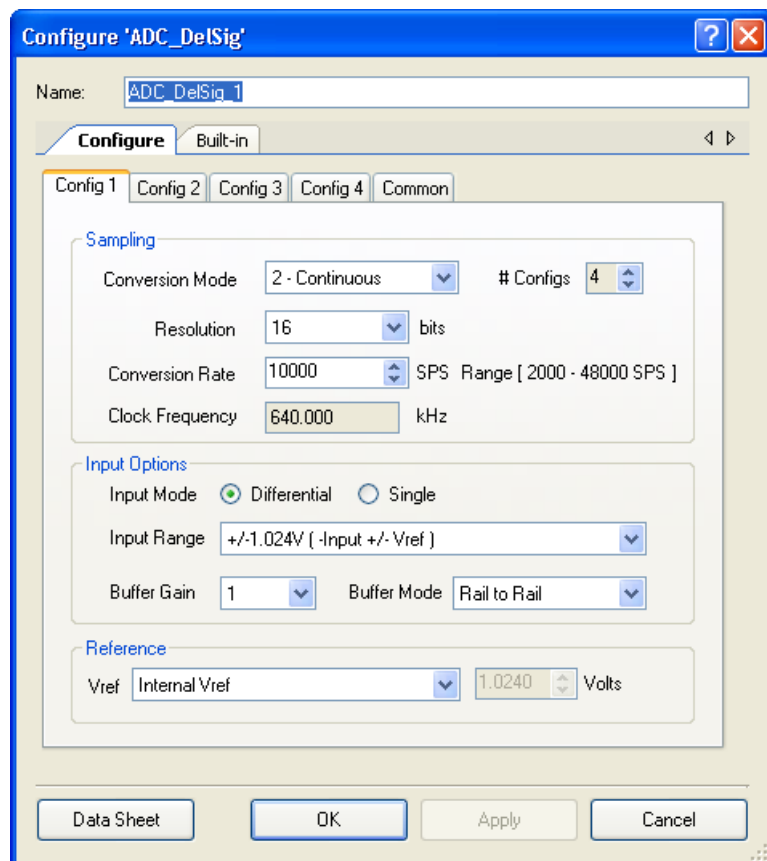 Configure 'ADC_DelSig'
Name: ADC_DelSig_1
Configure Built-in
Config 1 Config 2 Config 3 Config 4 Common
Sampling
Conversion Mode 2 - Continuous # Configs 4
Resolution 16 bits
Conversion Rate 10000 SPS Range [ 2000 - 48000 SPS ]
Clock Frequency 640.000 kHz
Input Options
Input Mode Differential Single
Input Range +/-1.024V ( -Input +/- Vref )
Buffer Gain 1 Buffer Mode Rail to Rail
Reference
Vref Internal Vref 1.0240 Volts
Data Sheet OK Apply Cancel